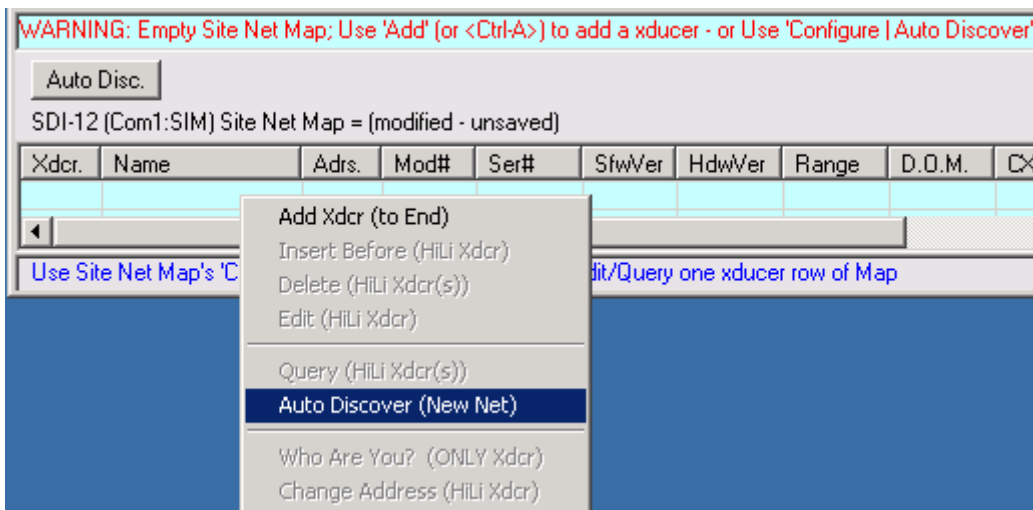 WARNING: Empty Site Net Map; Use 'Add' (or <Ctrl-A>) to add a xducer - or Use 'Configure | Auto Discover'
Auto Disc.
SDI-12 (Com1:SIM) Site Net Map = (modified - unsaved)
Xdcr. Name Adrs. Mod# Ser# SfwVer HdwVer Range D.O.M. CX
Add Xdcr (to End)
Insert Before (HiLi Xdcr)
Use Site Net Map's 'C dit/Query one xducer row of Map
Delete (HiLi Xdcr(s))
Edit (HiLi Xdcr)
Query (HiLi Xdcr(s))
Auto Discover (New Net)
Who Are You? (ONLY Xdcr)
Change Address (HiLi Xdcr)